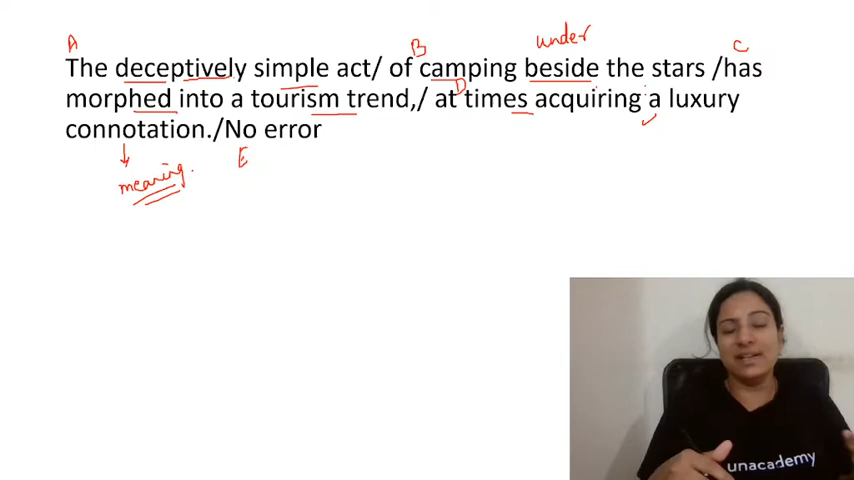 A B under C
The deceptively simple act/ of camping beside the stars /has
D
morphed into a tourism trend,/ at times acquiring a luxury
connotation./No error
E
meaning.
unacademy